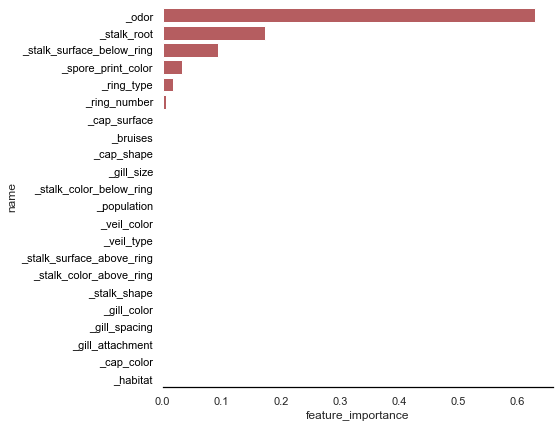 _odor
_stalk_root
_stalk_surface_below_ring
_spore_print_color
_ring_type
_ring_number
_cap_surface
_bruises
_cap_shape
_gill_size
_stalk_color_below_ring
_population
_veil_color
_veil_type
_stalk_surface_above_ring
_stalk_color_above_ring
_stalk_shape
_gill_color
_gill_spacing
_gill_attachment
_cap_color
_habitat
name
0.0 0.1 0.2 0.3 0.4 0.5 0.6
feature_importance